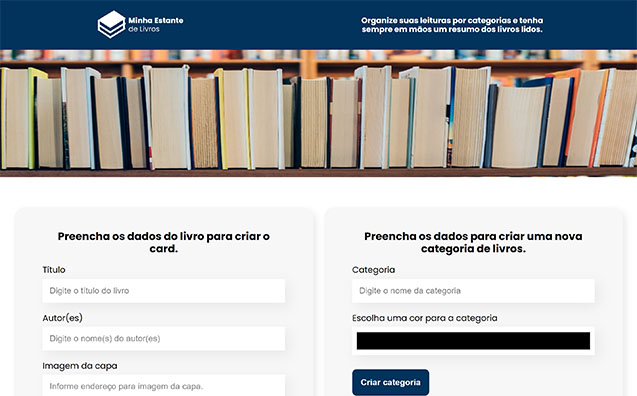 Minha Estante
de Livros
Organize suas leituras por categorias e tenha
sempre em mãos um resumo dos livros lidos.
Preencha os dados do livro para criar o
card.
Título
Digite o título do livro
Autor(es)
Digite o nome(s) do autor(es)
Imagem da capa
Informe endereço para imagem da capa.
Preencha os dados para criar uma nova
categoria de livros.
Categoria
Digite o nome da categoria
Escolha uma cor para a categoria
Criar categoria